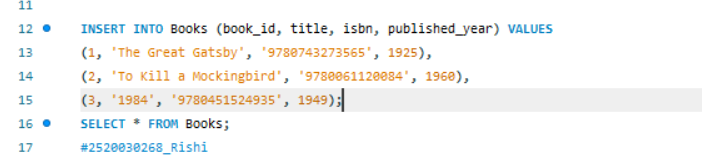 11
12 INSERT INTO Books (book_id, title, isbn, published_year) VALUES
13 (1, 'The Great Gatsby', '9780743273565', 1925),
14 (2, 'To Kill a Mockingbird', '9780061120084', 1960),
15 (3, '1984', '9780451524935', 1949);
16 SELECT * FROM Books;
17 #2520030268_Rishi